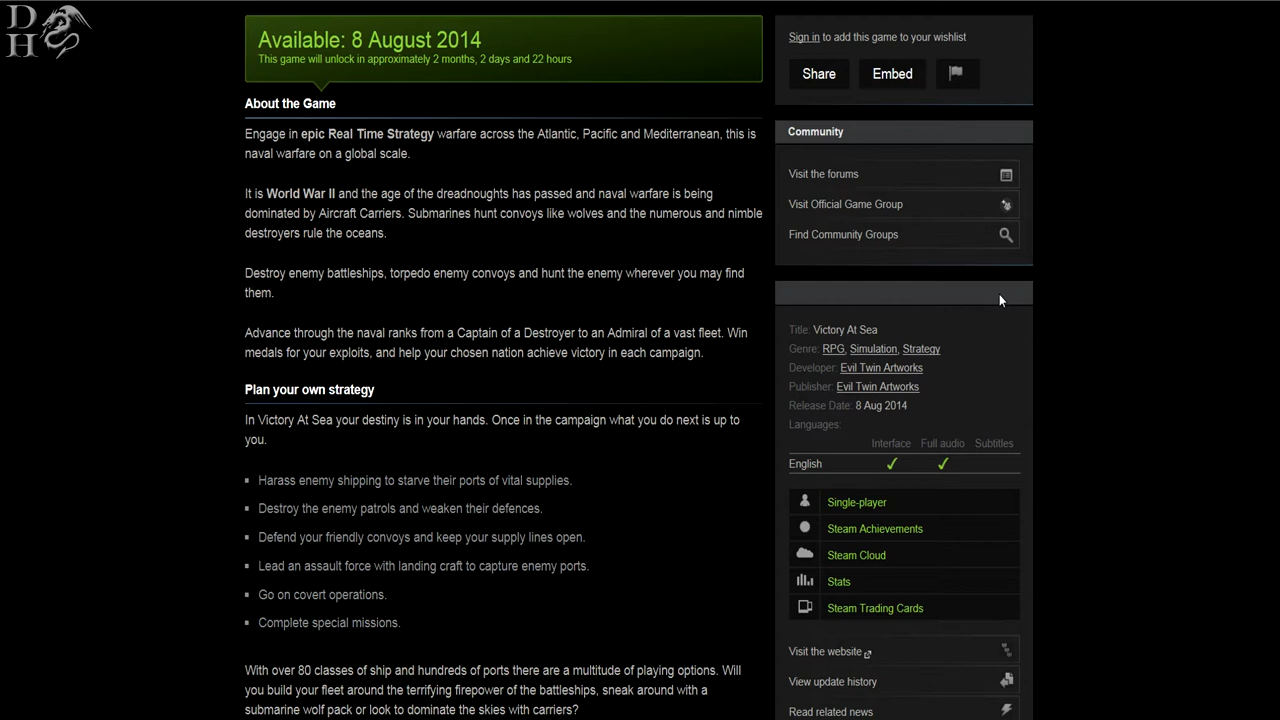 D
H
Available: 8 August 2014
This game will unlock in approximately 2 months, 2 days and 22 hours
About the Game
Engage in epic Real Time Strategy warfare across the Atlantic, Pacific and Mediterranean, this is
naval warfare on a global scale.
It is World War II and the age of the dreadnoughts has passed and naval warfare is being
dominated by Aircraft Carriers. Submarines hunt convoys like wolves and the numerous and nimble
destroyers rule the oceans.
Destroy enemy battleships, torpedo enemy convoys and hunt the enemy wherever you may find
them.
Advance through the naval ranks from a Captain of a Destroyer to an Admiral of a vast fleet. Win
medals for your exploits, and help your chosen nation achieve victory in each campaign.
Plan your own strategy
In Victory At Sea your destiny is in your hands. Once in the campaign what you do next is up to
you.
Harass enemy shipping to starve their ports of vital supplies.
Destroy the enemy patrols and weaken their defences.
Defend your friendly convoys and keep your supply lines open.
Lead an assault force with landing craft to capture enemy ports.
Go on covert operations.
Complete special missions.
With over 80 classes of ship and hundreds of ports there are a multitude of playing options. Will
you build your fleet around the terrifying firepower of the battleships, sneak around with a
submarine wolf pack or look to dominate the skies with carriers?
Sign in to add this game to your wishlist
Share Embed
Community
Visit the forums
Visit Official Game Group
Find Community Groups
Title: Victory At Sea
Genre: RPG, Simulation, Strategy
Developer: Evil Twin Artworks
Publisher: Evil Twin Artworks
Release Date: 8 Aug 2014
Languages:
Interface Full audio Subtitles
English
Single-player
Steam Achievements
Steam Cloud
Stats
Steam Trading Cards
Visit the website
View update history
Read related news